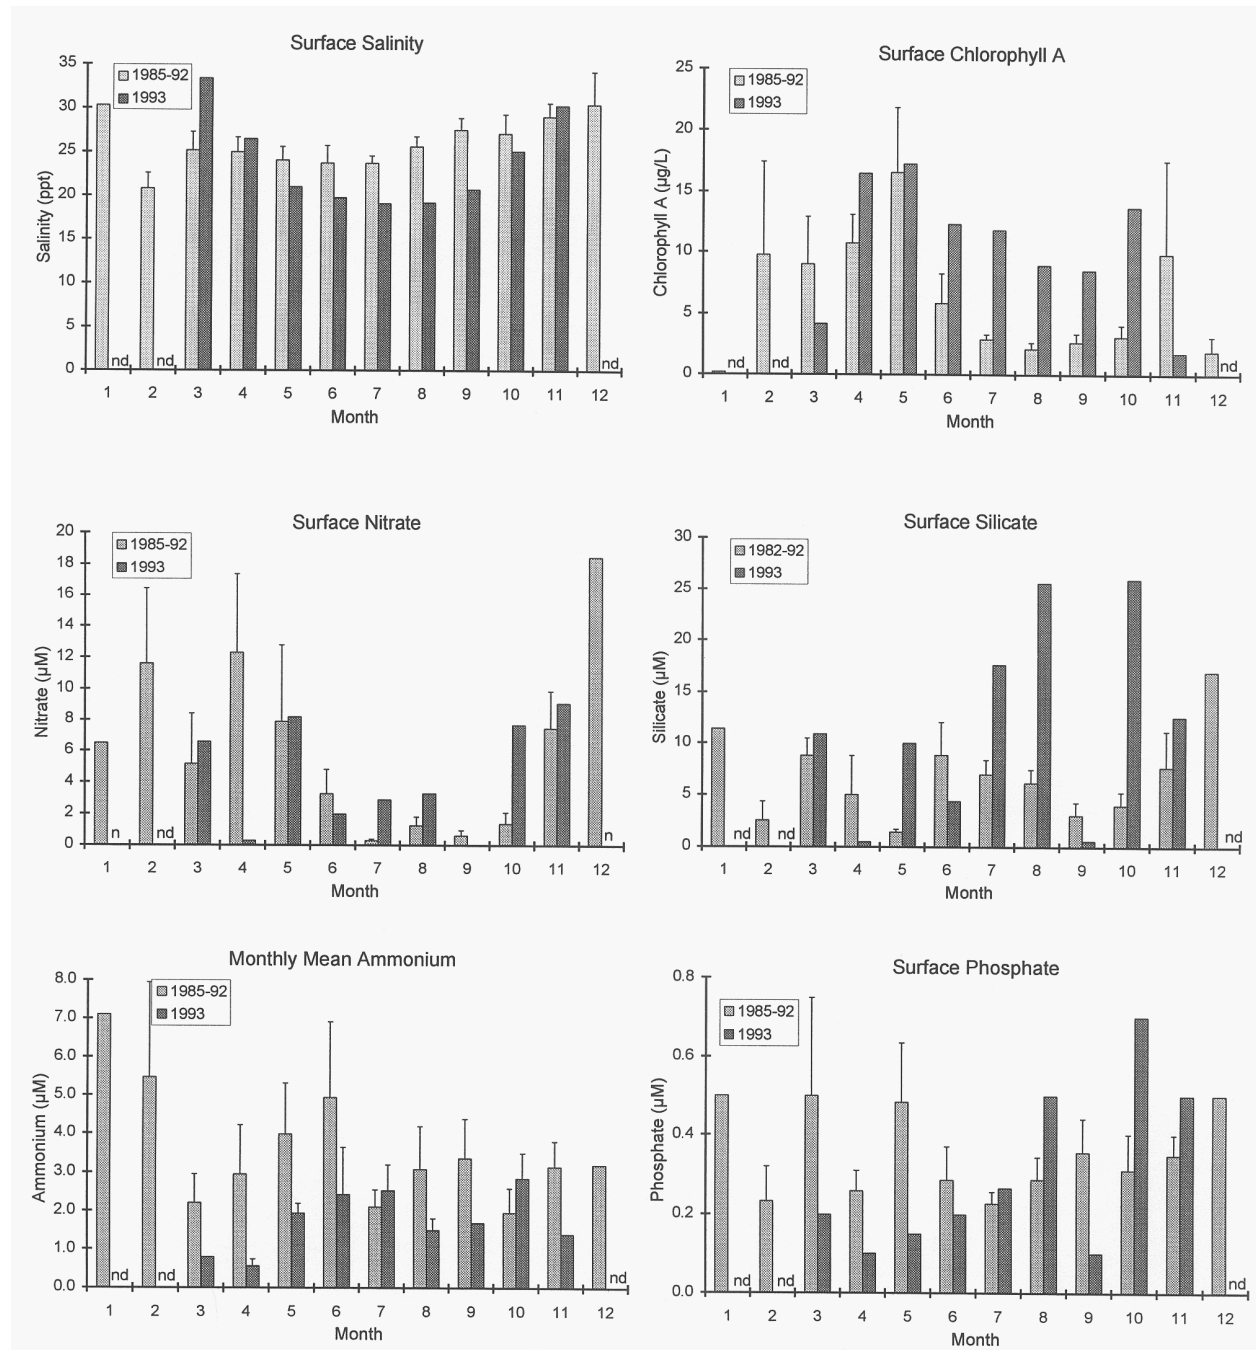 Surface Salinity
1985-92
1993
35
30
25
20
15
10
5
0
Salinity (ppt)
nd
nd
nd
1 2 3 4 5 6 7 8 9 10 11 12
Month
Surface Chlorophyll A
1985-92
1993
25
20
15
10
5
0
Chlorophyll A (µg/L)
nd
nd
nd
1 2 3 4 5 6 7 8 9 10 11 12
Month
Surface Nitrate
1985-92
1993
20
18
16
14
12
10
8
6
4
2
0
Nitrate (µM)
n
nd
n
1 2 3 4 5 6 7 8 9 10 11 12
Month
Surface Silicate
1982-92
1993
30
25
20
15
10
5
0
Silicate (µM)
nd
nd
nd
1 2 3 4 5 6 7 8 9 10 11 12
Month
Monthly Mean Ammonium
1985-92
1993
8.0
7.0
6.0
5.0
4.0
3.0
2.0
1.0
0.0
Ammonium (µM)
nd
nd
nd
1 2 3 4 5 6 7 8 9 10 11 12
Month
Surface Phosphate
1985-92
1993
0.8
0.6
0.4
0.2
0.0
Phosphate (µM)
nd
nd
nd
1 2 3 4 5 6 7 8 9 10 11 12
Month